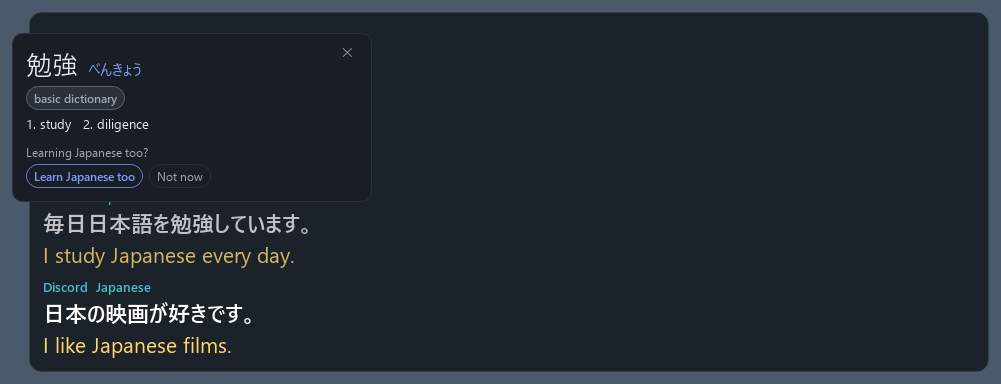 勉強 べんきょう
basic dictionary
1. study 2. diligence
Learning Japanese too?
Learn Japanese too Not now
毎日日本語を勉強しています。
I study Japanese every day.
Discord Japanese
日本の映画が好きです。
I like Japanese films.